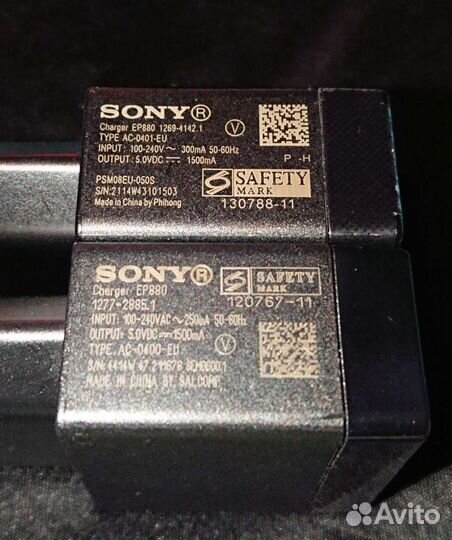 SONY®
Charger EP880 1269-4142.1
TYPE AC-0401-EU
INPUT: 100-240V~ 300mA 50-60Hz
OUTPUT: 5.0VDC⎓ 1500mA
PSM08EU-050S
S/N:2114W43101503
Made in China by Phihong
V
P H
S SAFETY
MARK
130788-11
SONY®
Charger EP880
1277-2885.1
INPUT: 100-240VAC~250mA 50-60Hz
OUTPUT: 5.0VDC⎓1500mA
TYPE: AC-0400-EU
S/N: 4414W 47
MADE IN CHINA BY SALCOMP
S SAFETY
MARK
120767-11
V
Avito